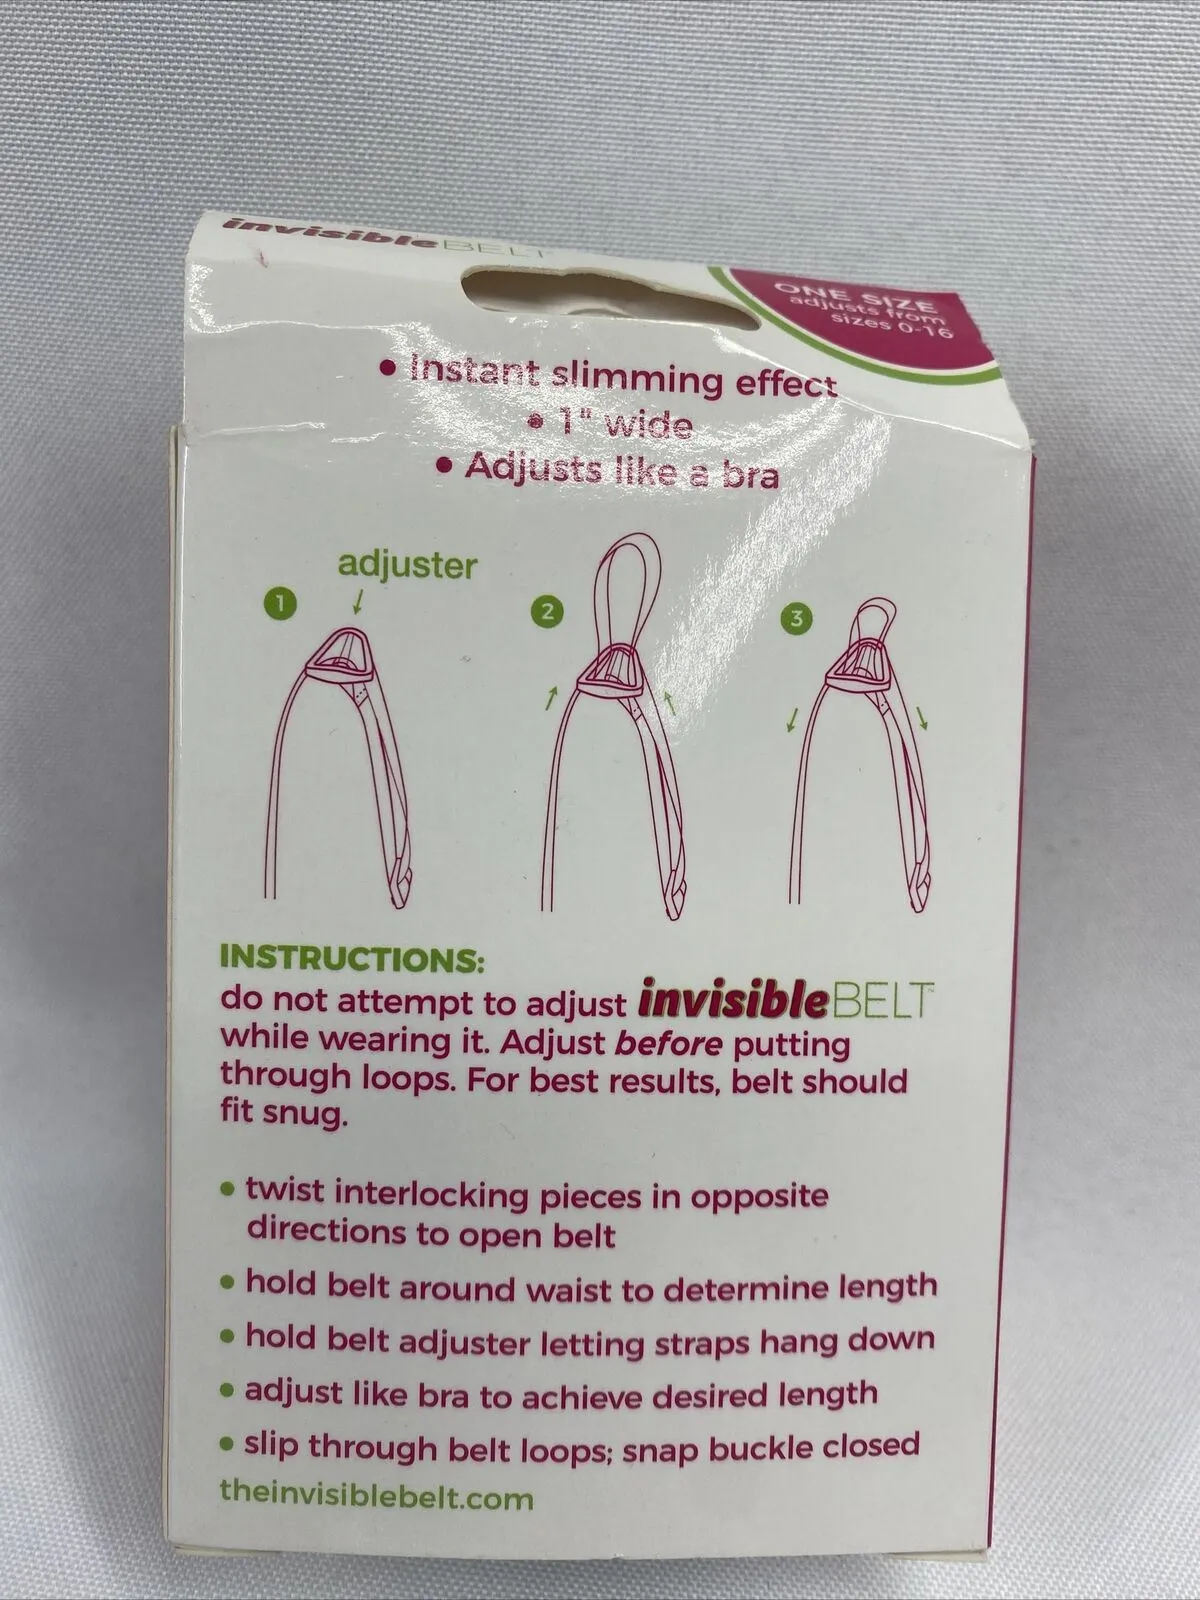 invisibleBELT™
ONE SIZE
adjusts from
sizes 0-16
• Instant slimming effect
• 1" wide
• Adjusts like a bra
adjuster
1
2
3
INSTRUCTIONS:
do not attempt to adjust invisibleBELT™
while wearing it. Adjust before putting
through loops. For best results, belt should
fit snug.
• twist interlocking pieces in opposite
directions to open belt
• hold belt around waist to determine length
• hold belt adjuster letting straps hang down
• adjust like bra to achieve desired length
• slip through belt loops; snap buckle closed
theinvisiblebelt.com